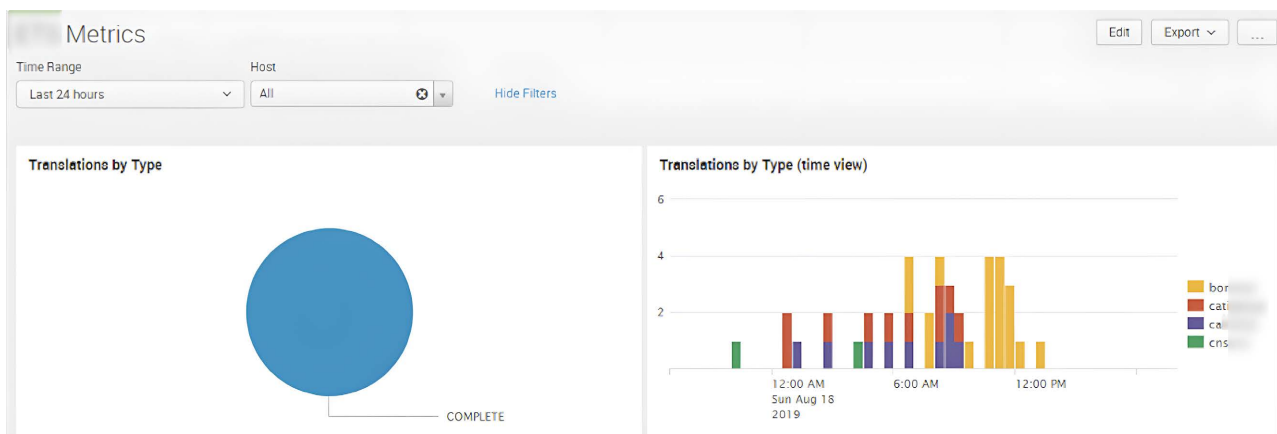 Metrics
Edit
Export
...
Time Range
Host
Last 24 hours
All
Hide Filters
Translations by Type
COMPLETE
Translations by Type (time view)
6
4
2
12:00 AM
Sun Aug 18
2019
6:00 AM
12:00 PM